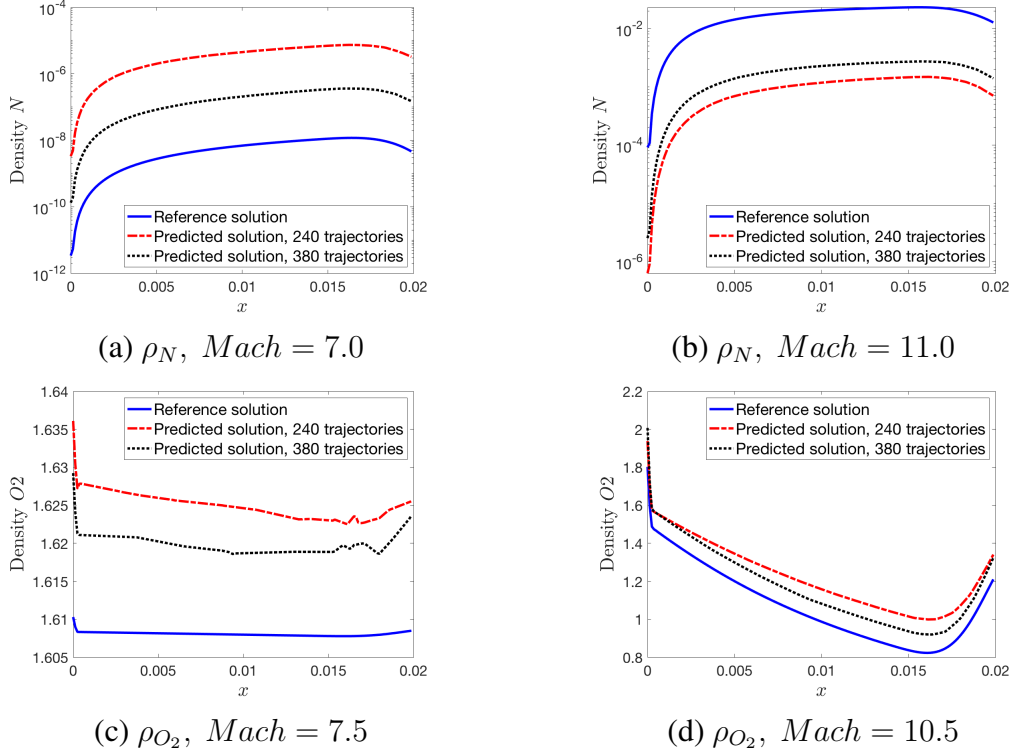 10^-4
10^-6
10^-8
10^-10
10^-12
Density N
Reference solution
Predicted solution, 240 trajectories
Predicted solution, 380 trajectories
0 0.005 0.01 0.015 0.02
x
(a) ρ_N, Mach = 7.0
10^-2
10^-4
10^-6
Density N
Reference solution
Predicted solution, 240 trajectories
Predicted solution, 380 trajectories
0 0.005 0.01 0.015 0.02
x
(b) ρ_N, Mach = 11.0
1.64
1.635
1.63
1.625
1.62
1.615
1.61
1.605
Density O2
Reference solution
Predicted solution, 240 trajectories
Predicted solution, 380 trajectories
0 0.005 0.01 0.015 0.02
x
(c) ρ_O₂, Mach = 7.5
2.2
2
1.8
1.6
1.4
1.2
1
0.8
Density O2
Reference solution
Predicted solution, 240 trajectories
Predicted solution, 380 trajectories
0 0.005 0.01 0.015 0.02
x
(d) ρ_O₂, Mach = 10.5